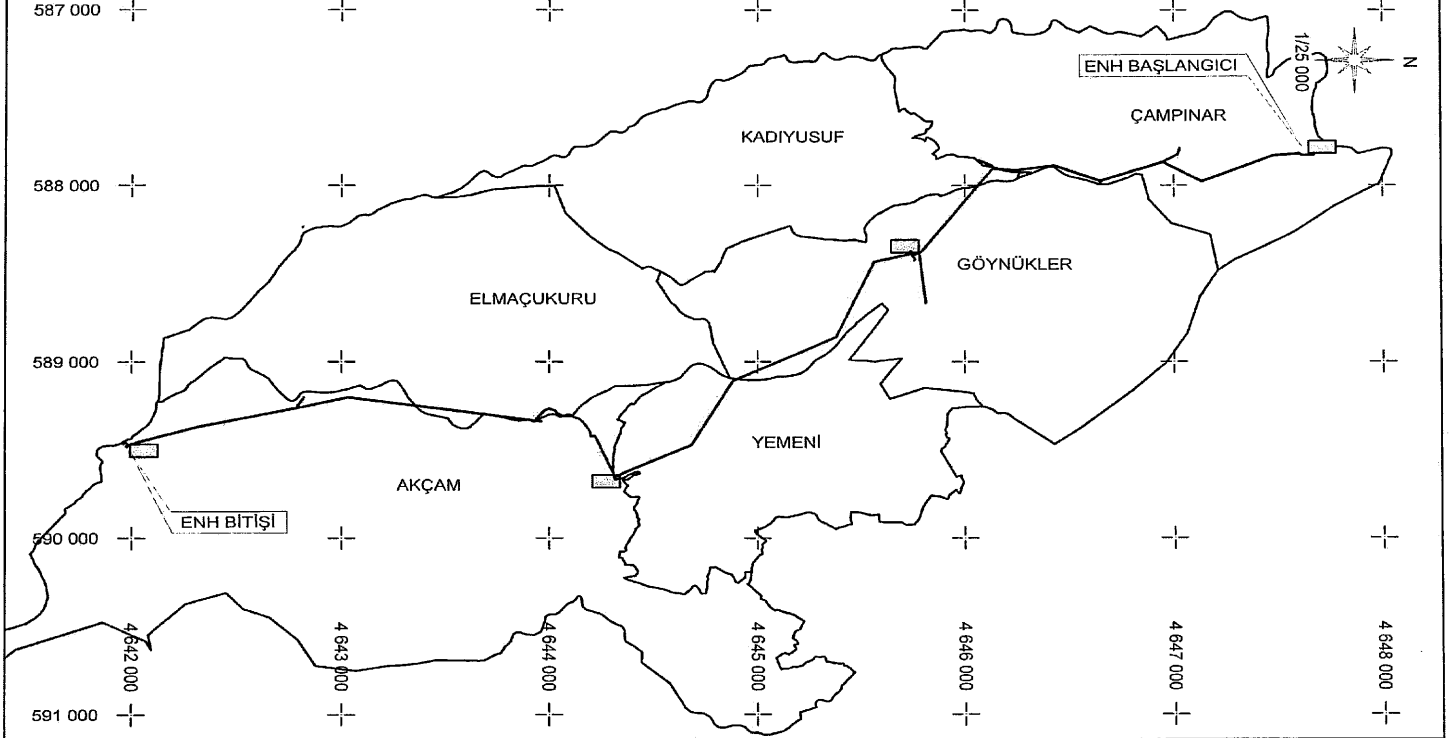 587 000
1/25 000
N
ENH BAŞLANGICI
ÇAMPINAR
KADIYUSUF
588 000
GÖYNÜKLER
ELMAÇUKURU
589 000
YEMENİ
AKÇAM
ENH BİTİŞİ
590 000
4 642 000
4 643 000
4 644 000
4 645 000
4 646 000
4 647 000
4 648 000
591 000